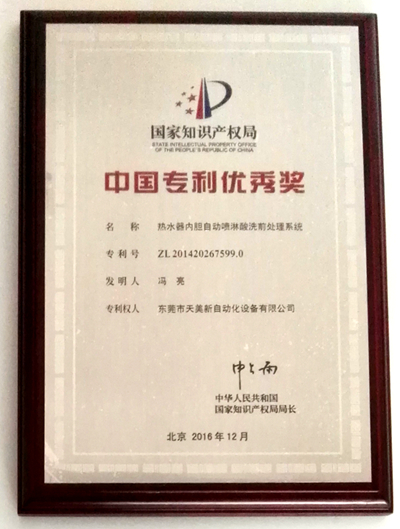 国家知识产权局
STATE INTELLECTUAL PROPERTY OFFICE
OF THE PEOPLE'S REPUBLIC OF CHINA
中国专利优秀奖
名 称 热水器内胆自动喷淋酸洗前处理系统
专 利 号 ZL 201420267599.0
发 明 人 冯 亮
专利权人 东莞市天美新自动化设备有限公司
中华人民共和国
国家知识产权局局长
北京 2016年12月